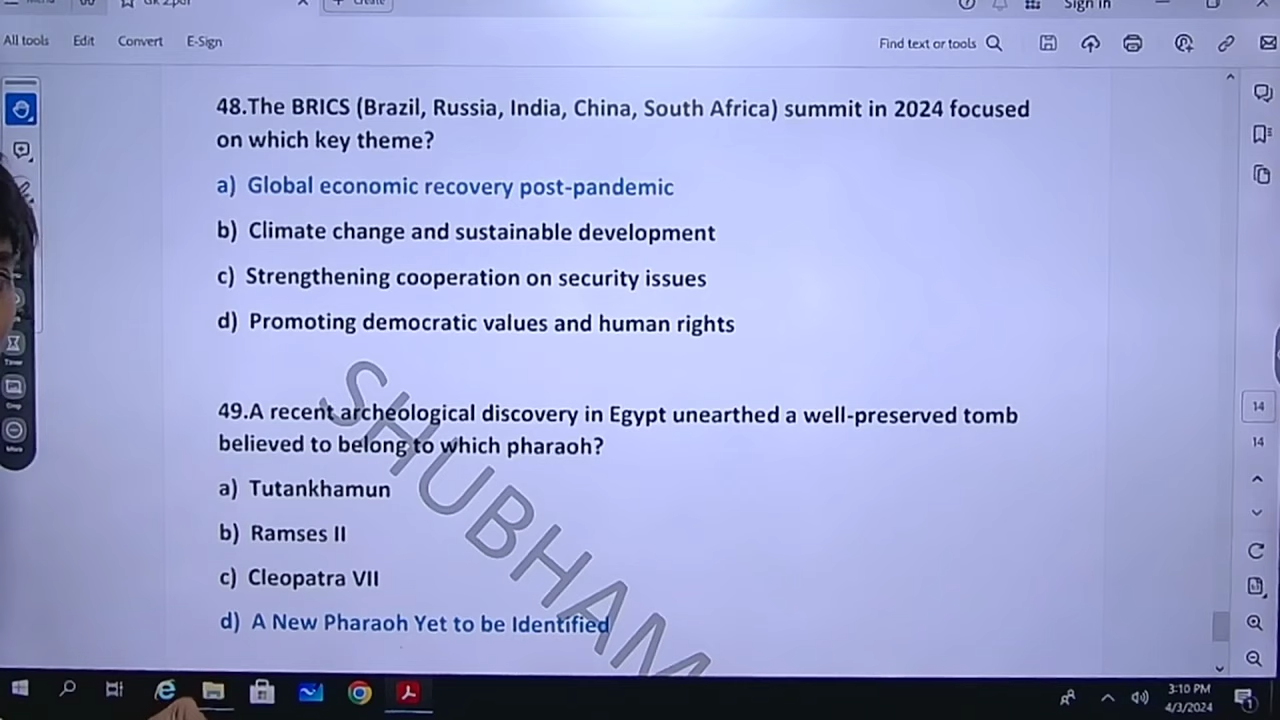 Sign in
All tools Edit Convert E-Sign Find text or tools
48.The BRICS (Brazil, Russia, India, China, South Africa) summit in 2024 focused
on which key theme?
a) Global economic recovery post-pandemic
b) Climate change and sustainable development
c) Strengthening cooperation on security issues
d) Promoting democratic values and human rights
49.A recent archeological discovery in Egypt unearthed a well-preserved tomb
believed to belong to which pharaoh?
a) Tutankhamun
b) Ramses II
c) Cleopatra VII
d) A New Pharaoh Yet to be Identified
SHUBHAM
Timer
More
14
14
3:10 PM
4/3/2024